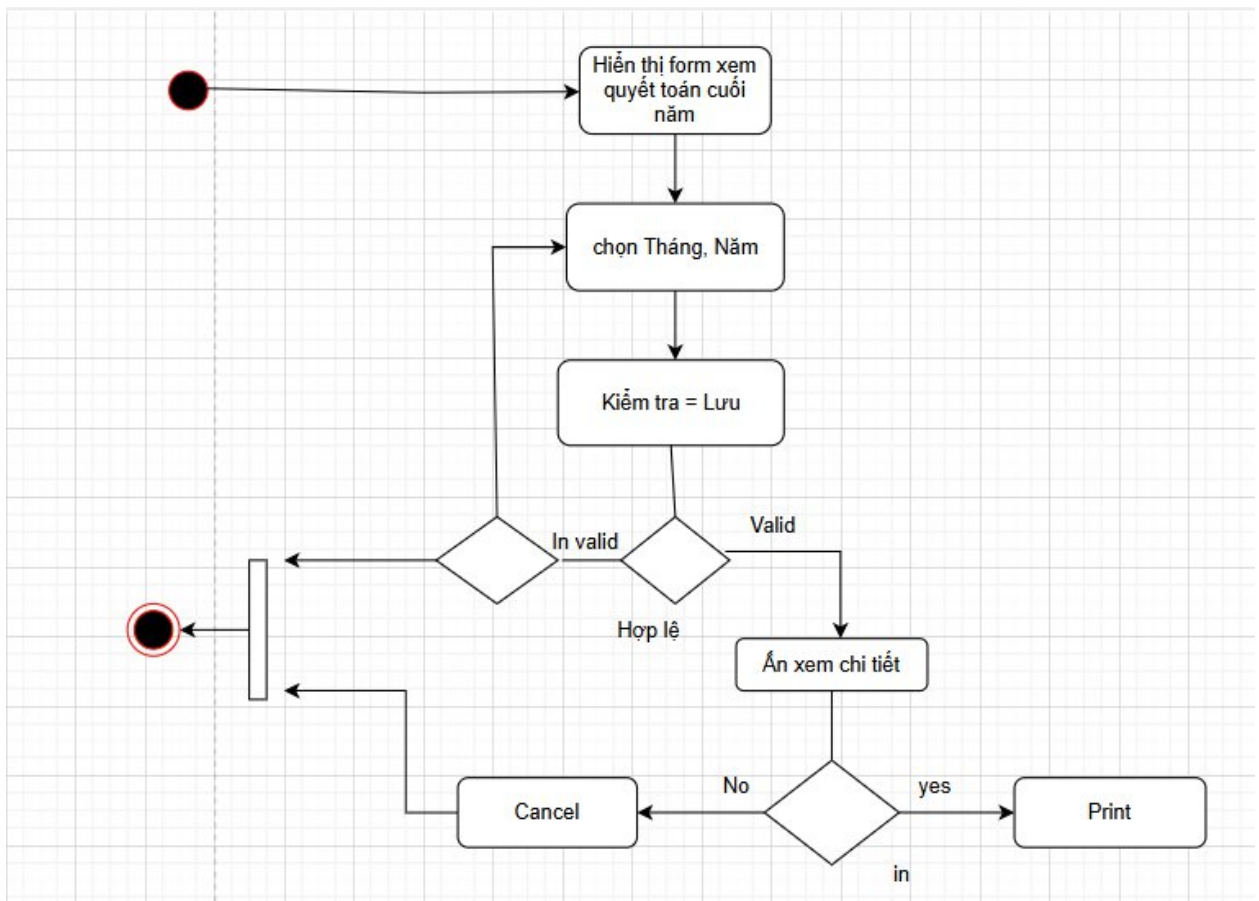 Hiển thị form xem
quyết toán cuối
năm
chọn Tháng, Năm
Kiểm tra = Lưu
In valid
Valid
Hợp lệ
Ấn xem chi tiết
No
yes
Cancel
Print
in